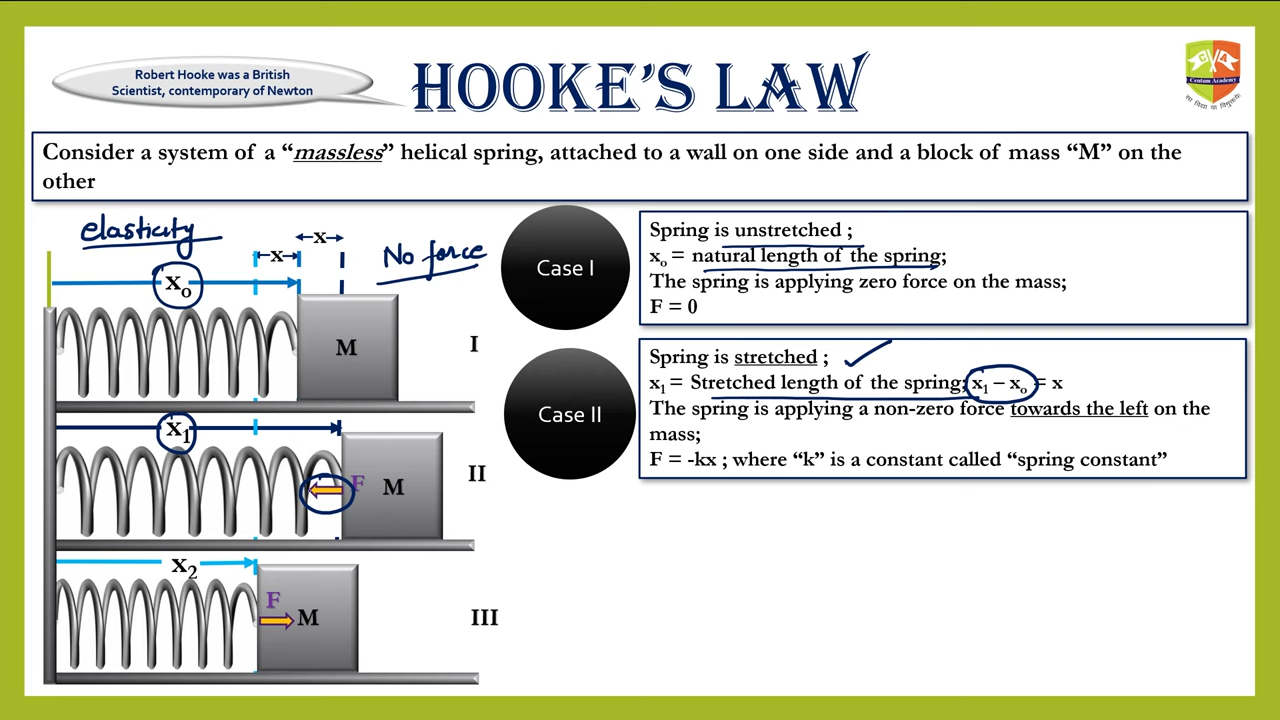 Robert Hooke was a British
Scientist, contemporary of Newton
HOOKE'S LAW
Centum Academy
Consider a system of a “massless” helical spring, attached to a wall on one side and a block of mass “M” on the
other
elasticity
x
x
No force
xo
M
I
x1
F
M
II
x2
F
M
III
Case I
Spring is unstretched ;
xo = natural length of the spring;
The spring is applying zero force on the mass;
F = 0
Case II
Spring is stretched ;
x1 = Stretched length of the spring; x1 – xo = x
The spring is applying a non-zero force towards the left on the
mass;
F = -kx ; where “k” is a constant called “spring constant”